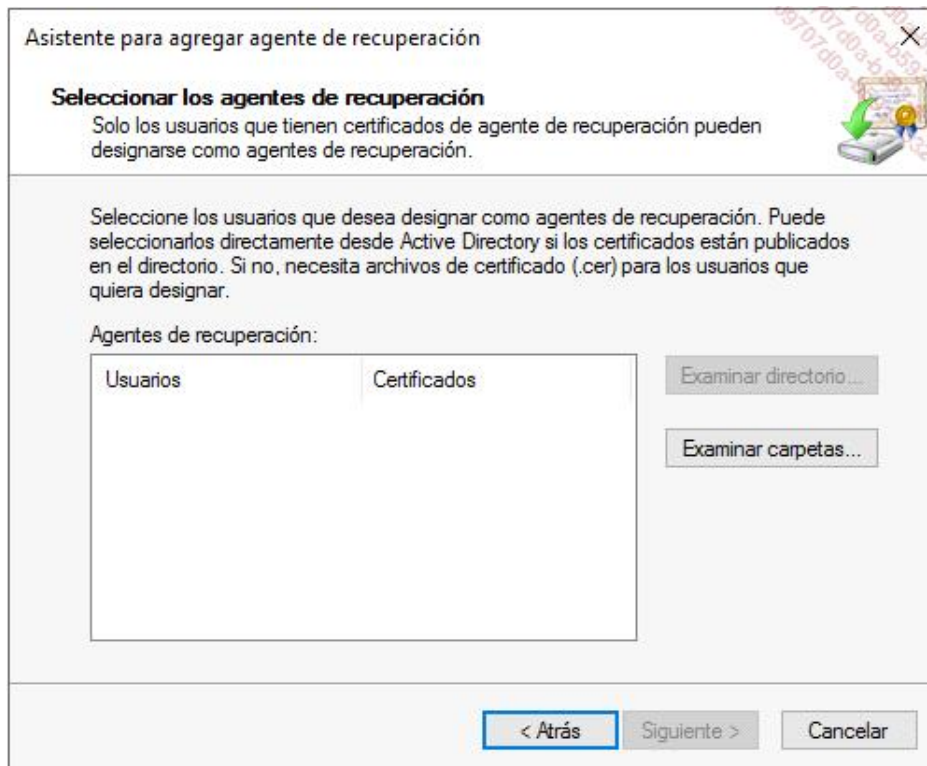 Asistente para agregar agente de recuperación
Seleccionar los agentes de recuperación
Solo los usuarios que tienen certificados de agente de recuperación pueden
designarse como agentes de recuperación.
Seleccione los usuarios que desea designar como agentes de recuperación. Puede
seleccionarlos directamente desde Active Directory si los certificados están publicados
en el directorio. Si no, necesita archivos de certificado (.cer) para los usuarios que
quiera designar.
Agentes de recuperación:
Usuarios Certificados
Examinar directorio...
Examinar carpetas...
< Atrás Siguiente > Cancelar